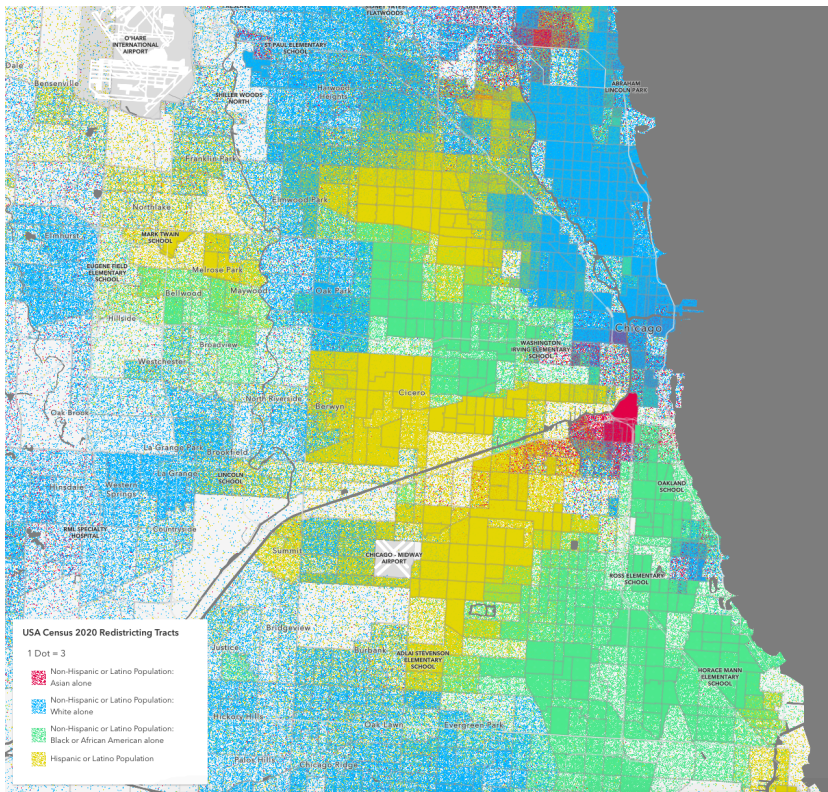 FLATWOODS
O'HARE
INTERNATIONAL
AIRPORT
ST PAUL ELEMENTARY
SCHOOL
Dale
Bensenville
SHILLER WOODS
NORTH
Harwood
Heights
ABRAHAM
LINCOLN PARK
Franklin Park
Northlake
Elmwood Park
Elmhurst
MARK TWAIN
SCHOOL
EUGENE FIELD
ELEMENTARY
SCHOOL
Melrose Park
Bellwood
Maywood
Oak Park
Hillside
Chicago
Broadview
WASHINGTON
IRVING ELEMENTARY
SCHOOL
Westchester
Cicero
North Riverside
Berwyn
Oak Brook
La Grange Park
Brookfield
La Grange
LINCOLN
SCHOOL
Hinsdale
Western
Springs
OAKLAND
SCHOOL
RML SPECIALTY
HOSPITAL
Countryside
Summit
CHICAGO - MIDWAY
AIRPORT
ROSS ELEMENTARY
SCHOOL
Bridgeview
Justice
Burbank
ADLAI STEVENSON
ELEMENTARY
SCHOOL
HORACE MANN
ELEMENTARY
SCHOOL
Hickory Hills
Oak Lawn
Evergreen Park
Palos Hills
Chicago Ridge
USA Census 2020 Redistricting Tracts
1 Dot = 3
Non-Hispanic or Latino Population:
Asian alone
Non-Hispanic or Latino Population:
White alone
Non-Hispanic or Latino Population:
Black or African American alone
Hispanic or Latino Population